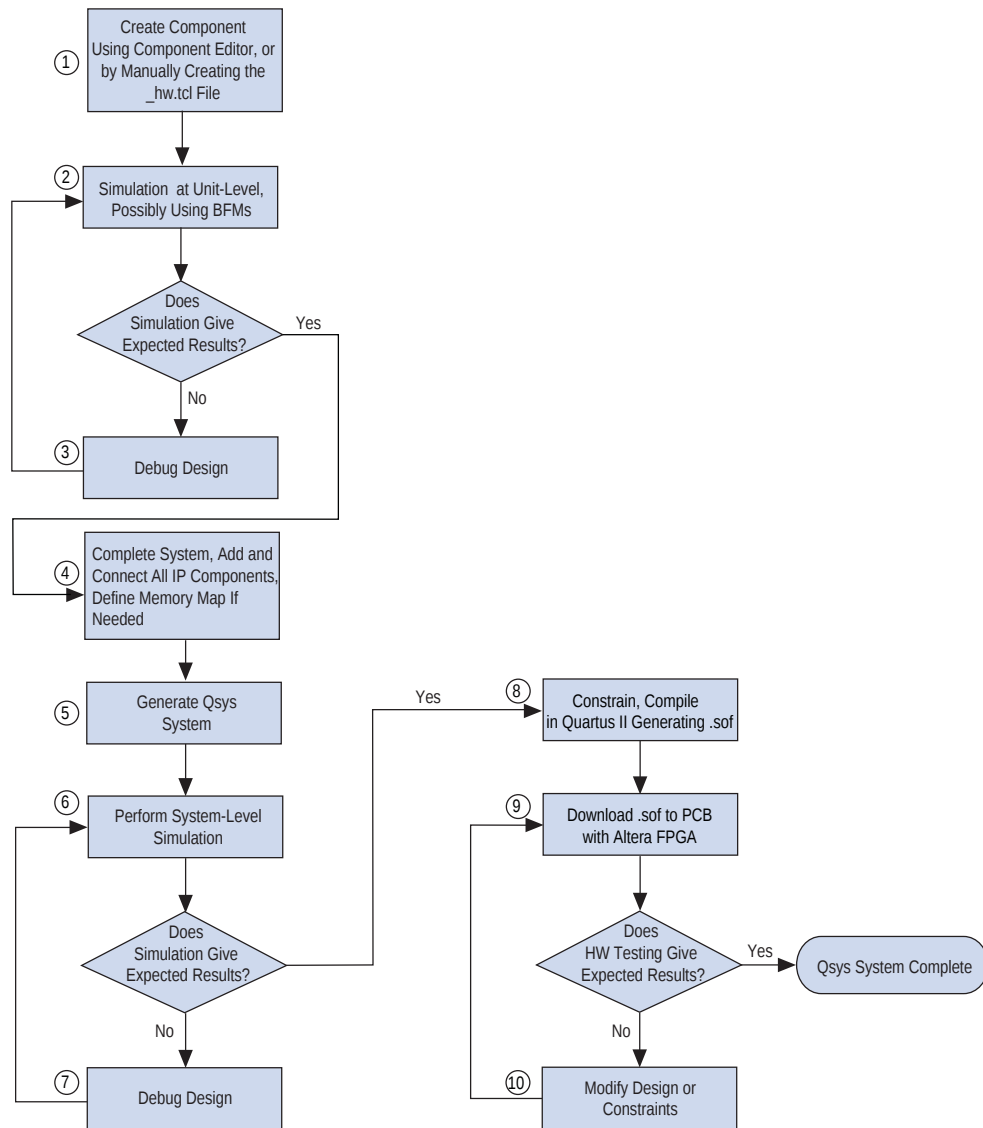 1
Create Component
Using Component Editor, or
by Manually Creating the
_hw.tcl File
2
Simulation at Unit-Level,
Possibly Using BFMs
Does
Simulation Give
Expected Results?
Yes
No
3
Debug Design
4
Complete System, Add and
Connect All IP Components,
Define Memory Map If
Needed
5
Generate Qsys
System
6
Perform System-Level
Simulation
Does
Simulation Give
Expected Results?
Yes
No
7
Debug Design
8
Constrain, Compile
in Quartus II Generating .sof
9
Download .sof to PCB
with Altera FPGA
Does
HW Testing Give
Expected Results?
Yes
Qsys System Complete
No
10
Modify Design or
Constraints